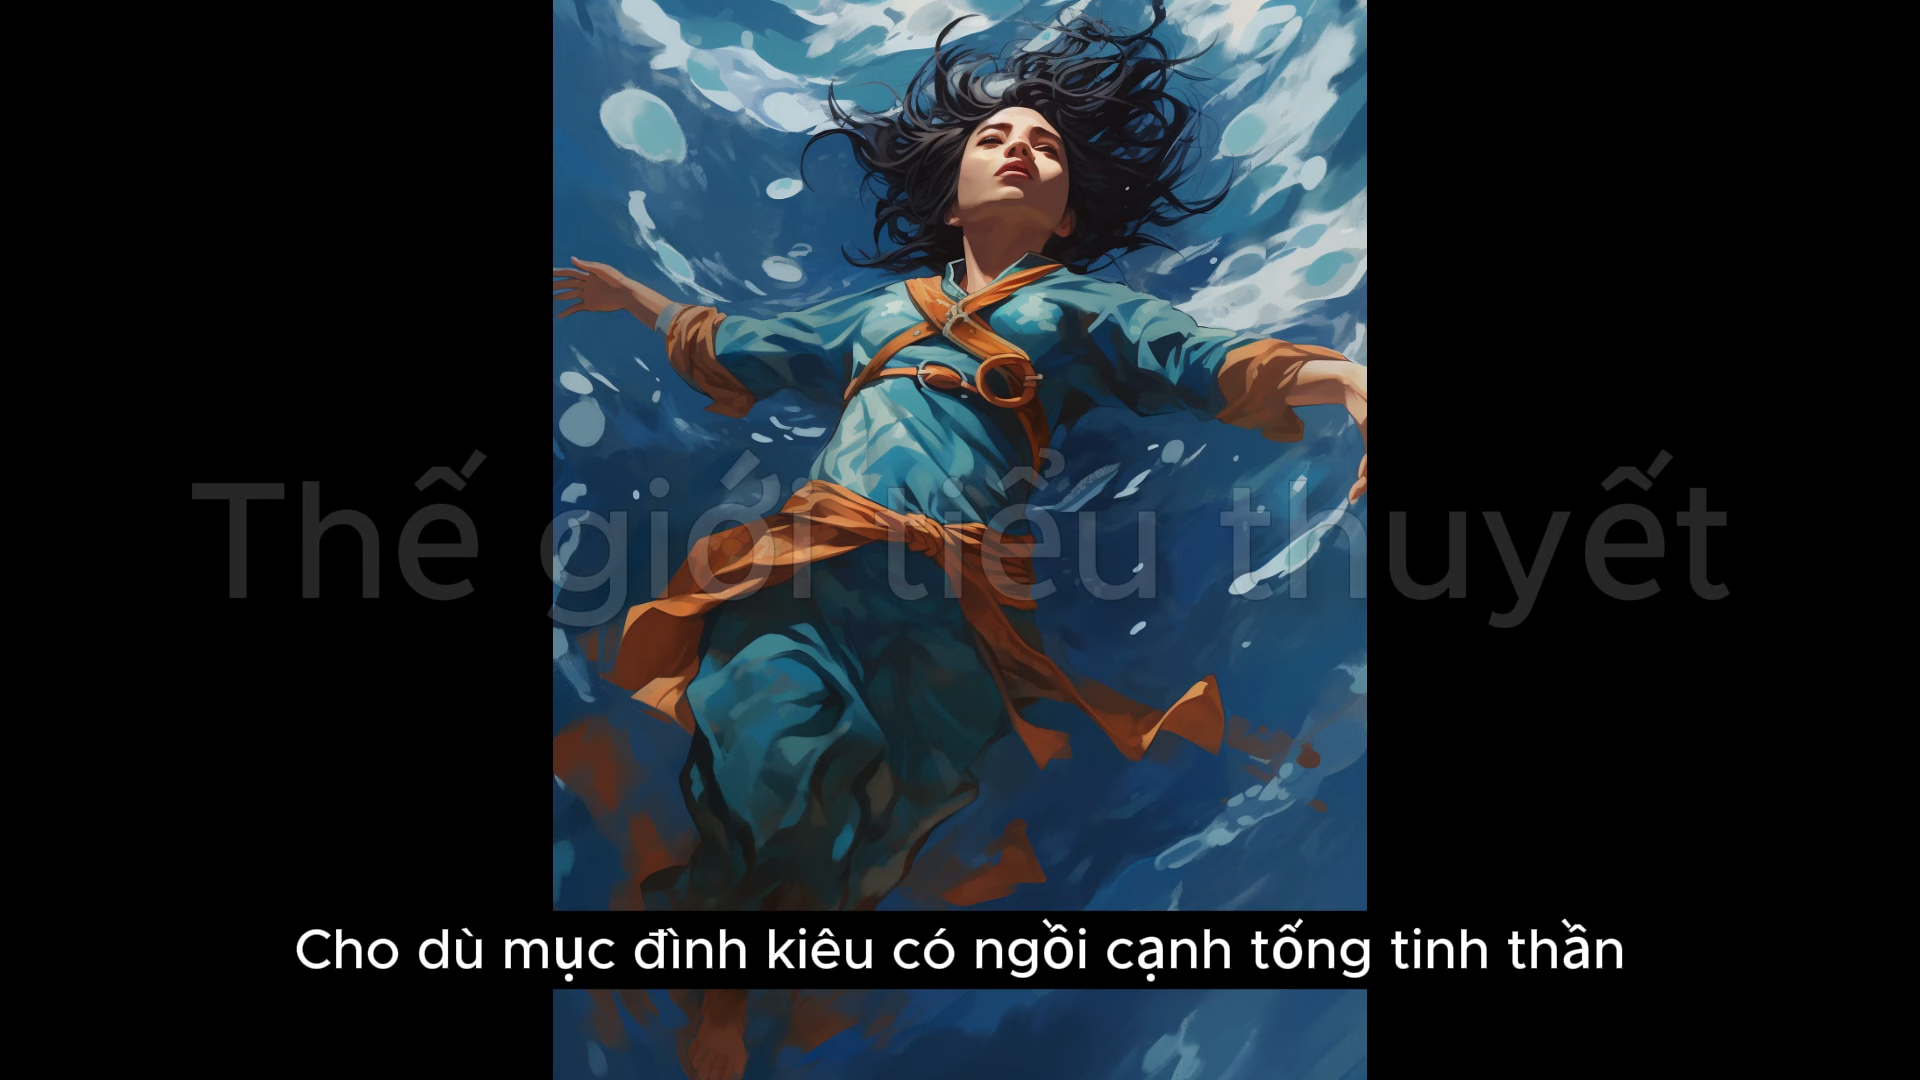 Thế giới tiểu thuyết
Cho dù mục đình kiêu có ngồi cạnh tống tinh thần